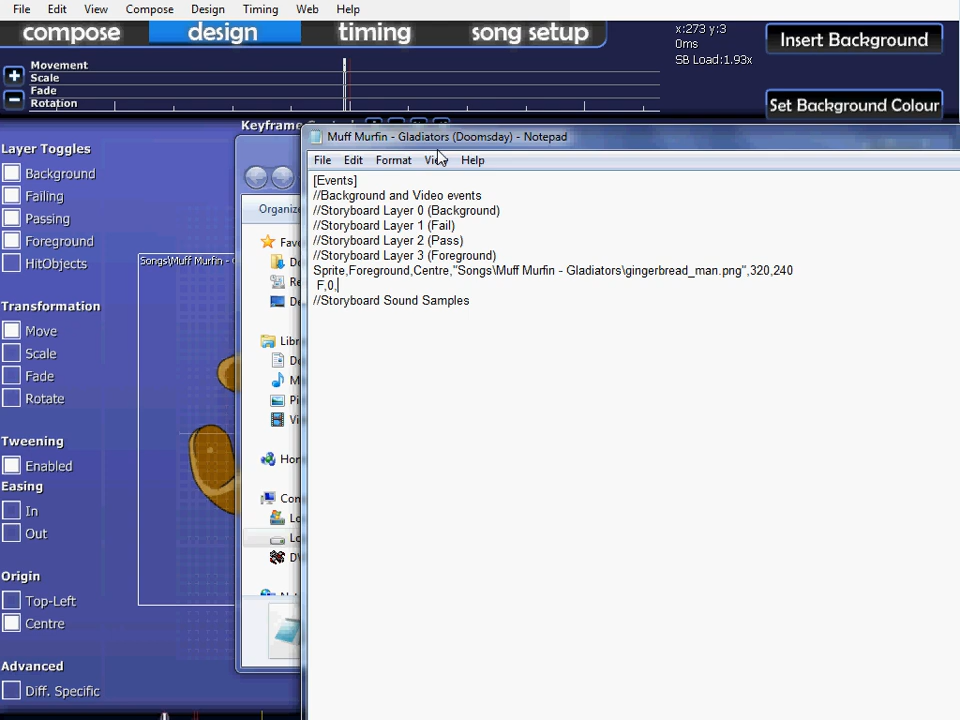 File Edit View Compose Design Timing Web Help
compose design timing song setup
x:273 y:3
0ms
SB Load:1.93x
Insert Background
Set Background Colour
Movement
Scale
Fade
Rotation
Layer Toggles
Background
Failing
Passing
Foreground
HitObjects
Transformation
Move
Scale
Fade
Rotate
Tweening
Enabled
Easing
In
Out
Origin
Top-Left
Centre
Advanced
Diff. Specific
Keyframe
Songs\Muff Murfin -
Organize
Muff Murfin - Gladiators (Doomsday) - Notepad
File Edit Format View Help
[Events]
//Background and Video events
//Storyboard Layer 0 (Background)
//Storyboard Layer 1 (Fail)
//Storyboard Layer 2 (Pass)
//Storyboard Layer 3 (Foreground)
Sprite,Foreground,Centre,"Songs\Muff Murfin - Gladiators\gingerbread_man.png",320,240
F,0,
//Storyboard Sound Samples